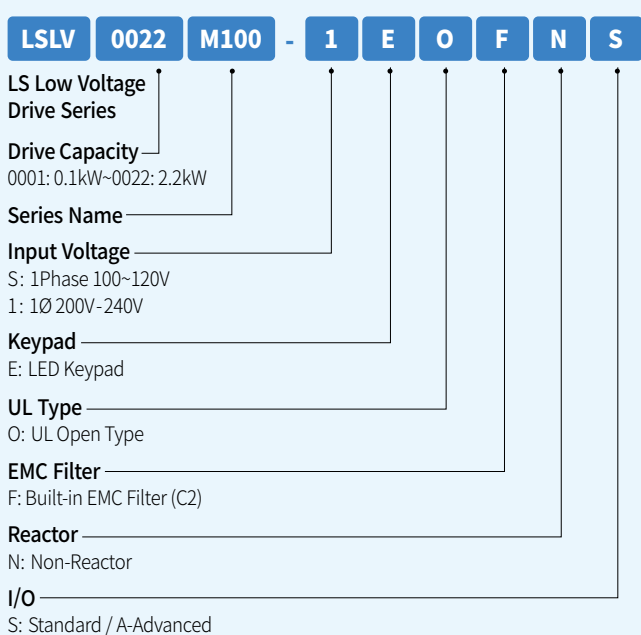 LSLV 0022 M100 - 1 E O F N S
LS Low Voltage
Drive Series
Drive Capacity
0001: 0.1kW~0022: 2.2kW
Series Name
Input Voltage
S: 1Phase 100~120V
1: 1Ø 200V-240V
Keypad
E: LED Keypad
UL Type
O: UL Open Type
EMC Filter
F: Built-in EMC Filter (C2)
Reactor
N: Non-Reactor
I/O
S: Standard / A-Advanced